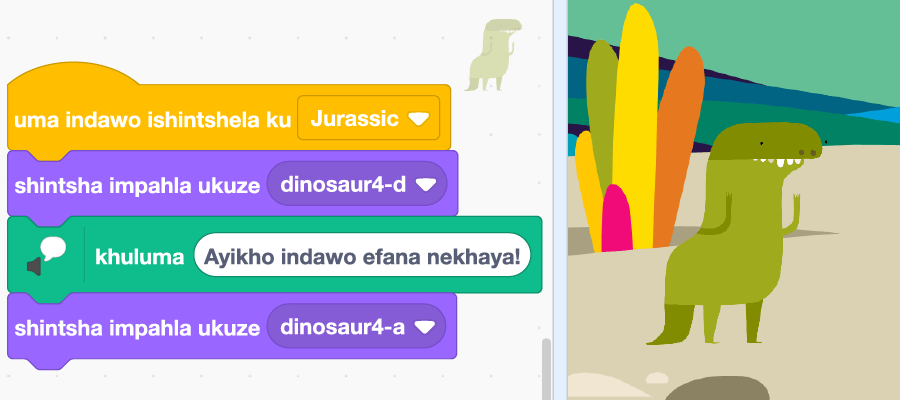 uma indawo ishintshela ku Jurassic
shintsha impahla ukuze dinosaur4-d
khuluma Ayikho indawo efana nekhaya!
shintsha impahla ukuze dinosaur4-a